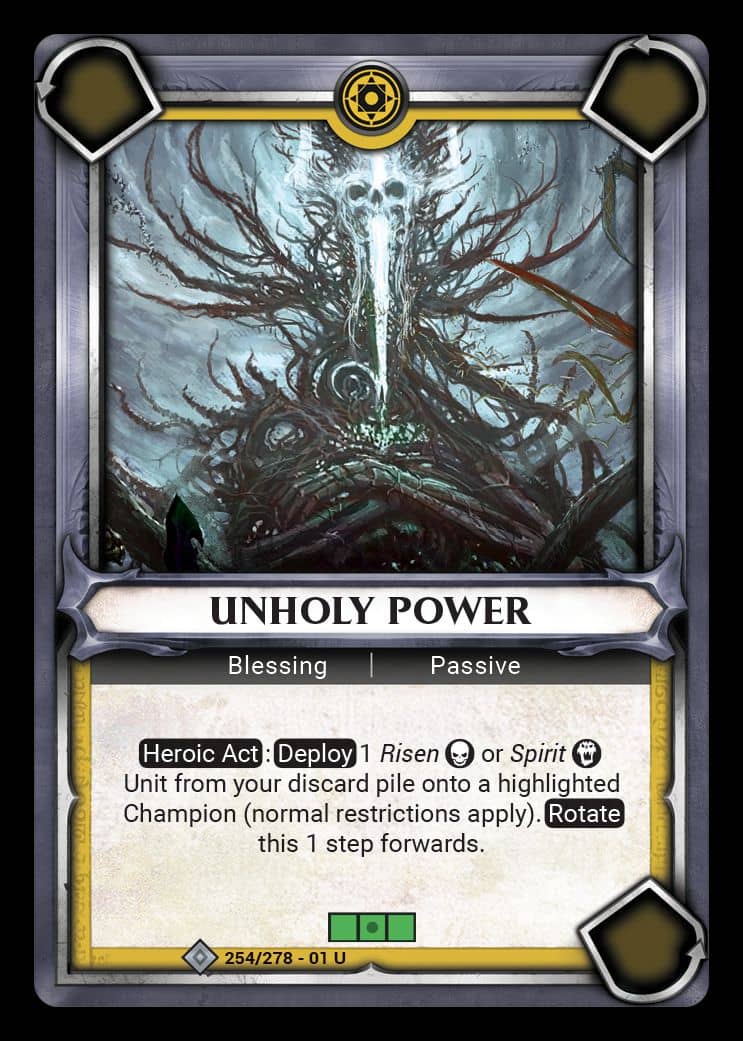 UNHOLY POWER
Blessing | Passive
Heroic Act: Deploy 1 Risen or Spirit
Unit from your discard pile onto a highlighted
Champion (normal restrictions apply). Rotate
this 1 step forwards.
254/278 - 01 U